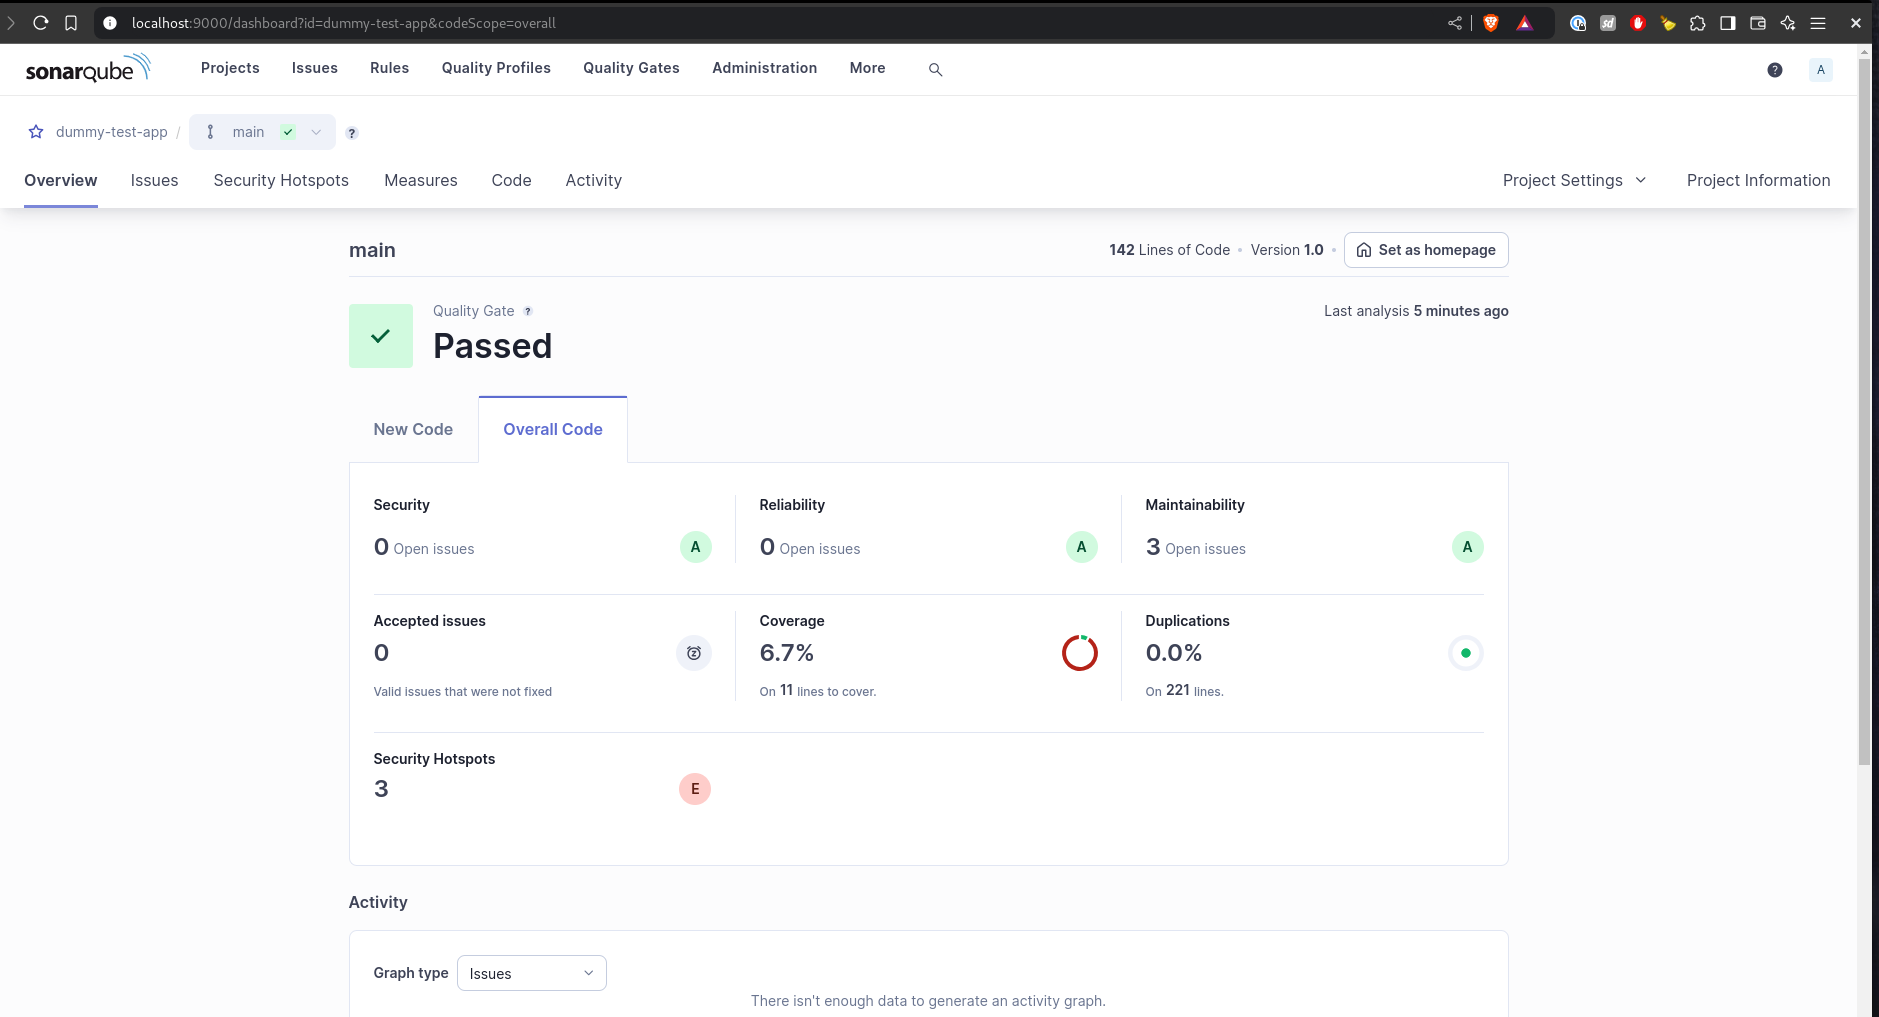 localhost:9000/dashboard?id=dummy-test-app&codeScope=overall
sonarqube Projects Issues Rules Quality Profiles Quality Gates Administration More ? A
dummy-test-app / main ?
Overview Issues Security Hotspots Measures Code Activity Project Settings Project Information
main 142 Lines of Code • Version 1.0 • Set as homepage
Quality Gate ? Last analysis 5 minutes ago
Passed
New Code Overall Code
Security Reliability Maintainability
0 Open issues A 0 Open issues A 3 Open issues A
Accepted issues Coverage Duplications
0 6.7% 0.0%
Valid issues that were not fixed On 11 lines to cover. On 221 lines.
Security Hotspots
3 E
Activity
Graph type Issues
There isn't enough data to generate an activity graph.